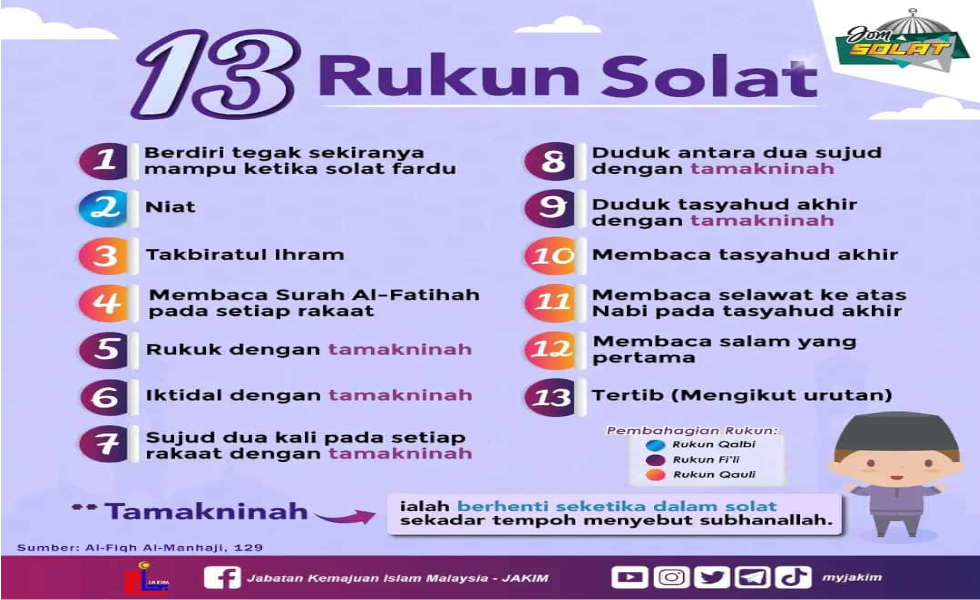 13 Rukun Solat
Jom
SOLAT
1 Berdiri tegak sekiranya
mampu ketika solat fardu
2 Niat
3 Takbiratul Ihram
4 Membaca Surah Al-Fatihah
pada setiap rakaat
5 Rukuk dengan tamakninah
6 Iktidal dengan tamakninah
7 Sujud dua kali pada setiap
rakaat dengan tamakninah
8 Duduk antara dua sujud
dengan tamakninah
9 Duduk tasyahud akhir
dengan tamakninah
10 Membaca tasyahud akhir
11 Membaca selawat ke atas
Nabi pada tasyahud akhir
12 Membaca salam yang
pertama
13 Tertib (Mengikut urutan)
Pembahagian Rukun:
Rukun Qalbi
Rukun Fi'li
Rukun Qauli
** Tamakninah
ialah berhenti seketika dalam solat
sekadar tempoh menyebut subhanallah.
Sumber: Al-Fiqh Al-Manhaji, 129
JAKIM
Jabatan Kemajuan Islam Malaysia - JAKIM
myjakim